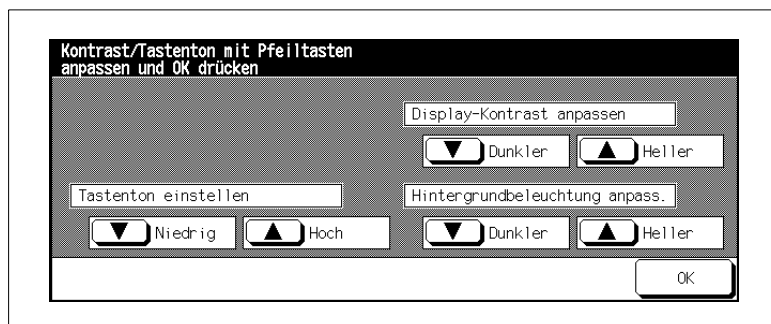 Kontrast/Tastenton mit Pfeiltasten
anpassen und OK drücken
Display-Kontrast anpassen
Dunkler Heller
Tastenton einstellen
Niedrig Hoch
Hintergrundbeleuchtung anpass.
Dunkler Heller
OK